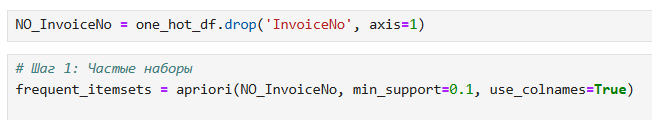 NO_InvoiceNo = one_hot_df.drop('InvoiceNo', axis=1)
# Шаг 1: Частые наборы
frequent_itemsets = apriori(NO_InvoiceNo, min_support=0.1, use_colnames=True)